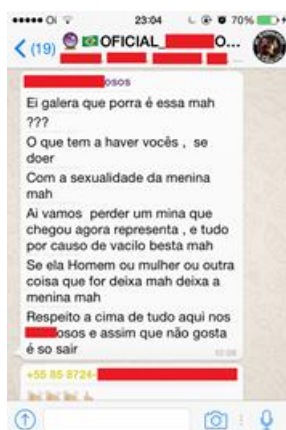 Oi 23:04 70%
(19) OFICIAL_ O...
osos
Ei galera que porra é essa mah
???
O que tem a haver vocês , se
doer
Com a sexualidade da menina
mah
Ai vamos perder um mina que
chegou agora representa , e tudo
por causo de vacilo besta mah
Se ela Homem ou mulher ou outra
coisa que for deixa mah deixa a
menina mah
Respeito a cima de tudo aqui nos
osos e assim que não gosta
é so sair
+55 85 8724-